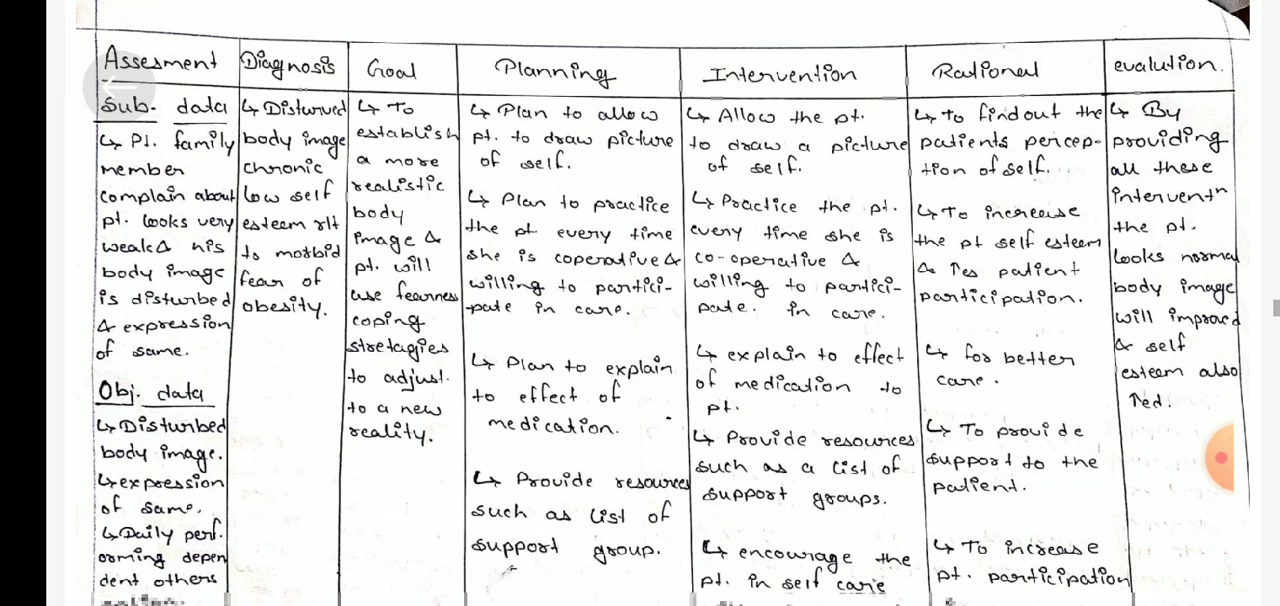 Assesment
Sub- data
↳ Pt. family
member
complain about
pt. looks very
weak & his
body image
is disturbed
& expression
of same.
Obj. data
↳ Disturbed
body image.
↳ expression
of same.
↳ Daily perf.
orming depen
dent others
Diagnosis
↳ Disturved
body image
chronic
low self
esteem rlt
to morbid
fear of
obesity.
Goal
↳ To
establish
a more
realistic
body
image &
pt. will
use fearness
coping
stretagies
to adjust.
to a new
reality.
Planning
↳ Plan to allow
pt. to draw picture
of self.
↳ Plan to practice
the pt every time
she is coperative &
willing to partici-
-pate in care.
↳ Plan to explain
to effect of
medication.
↳ Provide resources
such as list of
support group.
Intervention
↳ Allow the pt.
to draw a picture
of self.
↳ Practice the pt.
every time she is
co-operative &
willing to partici-
pate. in care.
↳ explain to effect
of medication to
pt.
↳ Provide resources
such as a list of
support groups.
↳ encourage the
pt. in self care
Rational
↳ to find out the
patients percep-
tion of self.
↳ To increese
the pt self esteem
& ↑es patient
participation.
↳ for better
care.
↳ To provide
support to the
patient.
↳ To increase
pt. participation
evalution.
↳ By
providing
all these
interventⁿ
the pt.
looks normal
body image
will improved
& self
esteem also
↑ed.